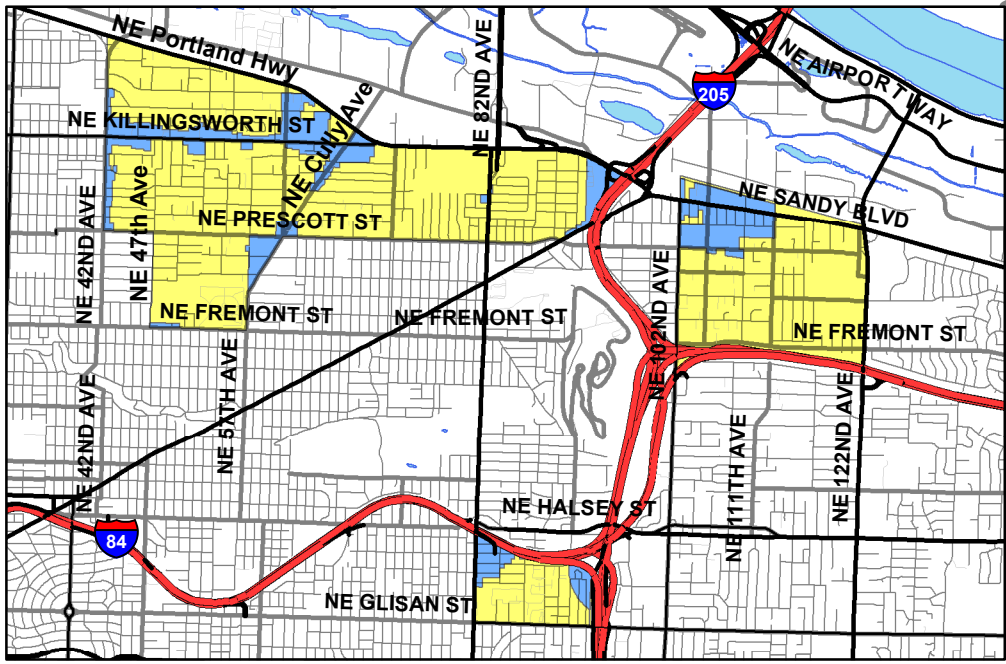 NE Portland Hwy
NE 82ND AVE
NE AIRPORT WAY
205
NE KILLINGSWORTH ST
NE Cully Ave
NE SANDY BLVD
NE 42ND AVE
NE 47th Ave
NE PRESCOTT ST
NE 102ND AVE
NE FREMONT ST
NE FREMONT ST
NE FREMONT ST
NE 42ND AVE
NE 57TH AVE
NE 111TH AVE
NE 122ND AVE
NE HALSEY ST
84
NE GLISAN ST